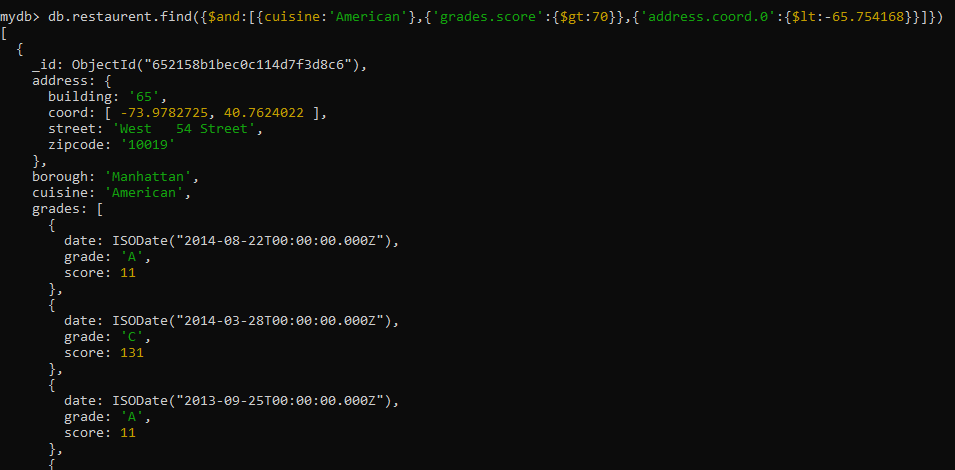 mydb> db.restaurent.find({$and:[{cuisine:'American'},{'grades.score':{$gt:70}},{'address.coord.0':{$lt:-65.754168}}]})
[
  {
    _id: ObjectId("652158b1bec0c114d7f3d8c6"),
    address: {
      building: '65',
      coord: [ -73.9782725, 40.7624022 ],
      street: 'West   54 Street',
      zipcode: '10019'
    },
    borough: 'Manhattan',
    cuisine: 'American',
    grades: [
      {
        date: ISODate("2014-08-22T00:00:00.000Z"),
        grade: 'A',
        score: 11
      },
      {
        date: ISODate("2014-03-28T00:00:00.000Z"),
        grade: 'C',
        score: 131
      },
      {
        date: ISODate("2013-09-25T00:00:00.000Z"),
        grade: 'A',
        score: 11
      },
      {